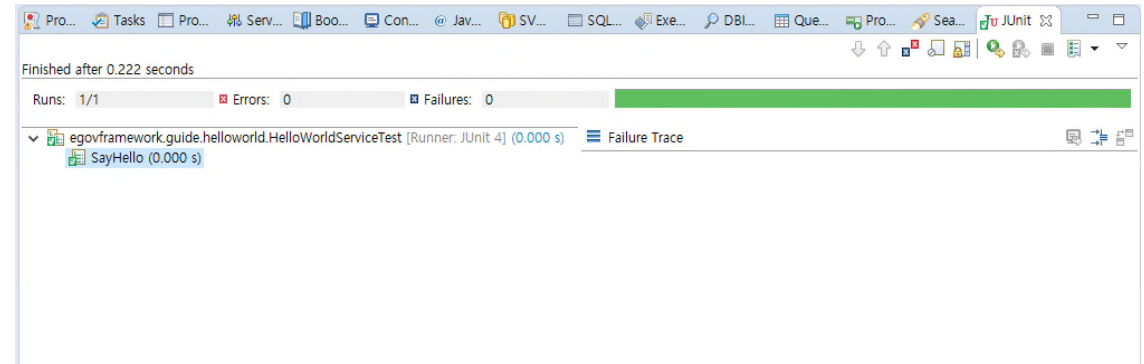 Pro... Tasks Pro... Serv... Boo... Con... Jav... SV... SQL... Exe... DBI... Que... Pro... Sea... JUnit
Finished after 0.222 seconds
Runs: 1/1 Errors: 0 Failures: 0
egovframework.guide.helloworld.HelloWorldServiceTest [Runner: JUnit 4] (0.000 s) Failure Trace
SayHello (0.000 s)